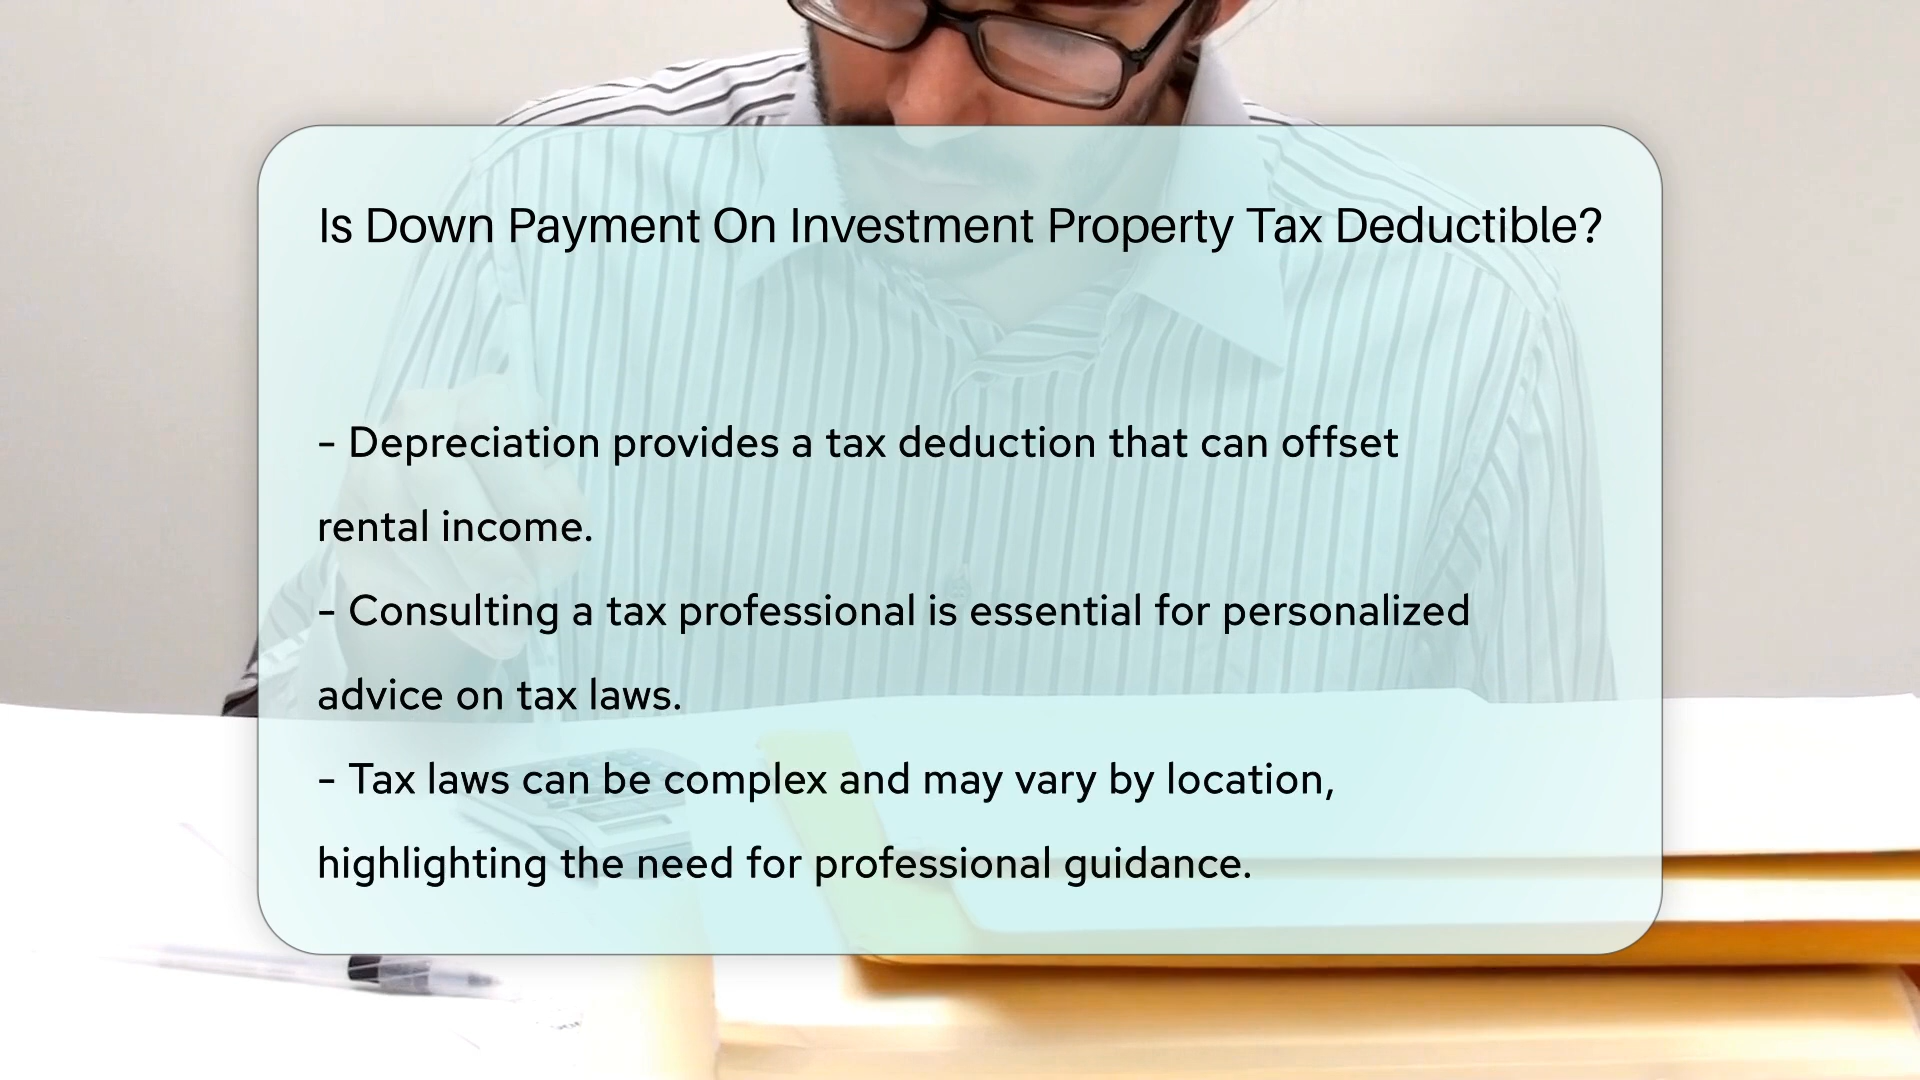 Is Down Payment On Investment Property Tax Deductible?
- Depreciation provides a tax deduction that can offset
rental income.
- Consulting a tax professional is essential for personalized
advice on tax laws.
- Tax laws can be complex and may vary by location,
highlighting the need for professional guidance.